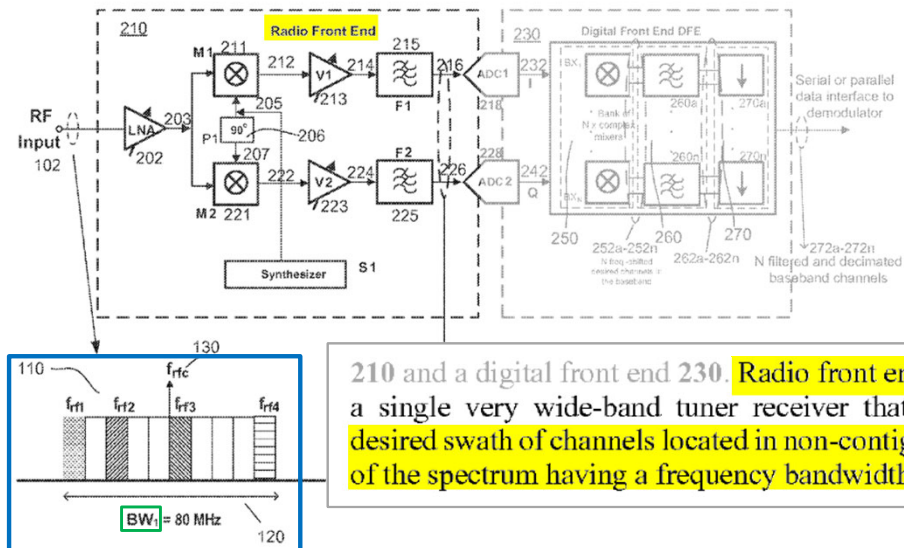 210
Radio Front End
230
Digital Front End DFE
M1
211
212
V1
213
214
215
216
F1
ADC1
218
232
I
BX₁
260a
270a
Serial or parallel
data interface to
demodulator
RF
Input
102
LNA
202
203
205
P1
90°
206
207
Bank of
N x complex
mixers
F2
M2
221
222
V2
223
224
225
226
228
ADC2
242
Q
BXₙ
260n
270n
250
252a-252n
260
262a-262n
270
N freq-shifted
desired channels in
the baseband
272a-272n
N filtered and decimated
baseband channels
Synthesizer
S1
110
130
frfc
frf1
frf2
frf3
frf4
BW₁ = 80 MHz
120
210 and a digital front end 230. Radio front en
a single very wide-band tuner receiver that
desired swath of channels located in non-contig
of the spectrum having a frequency bandwidth